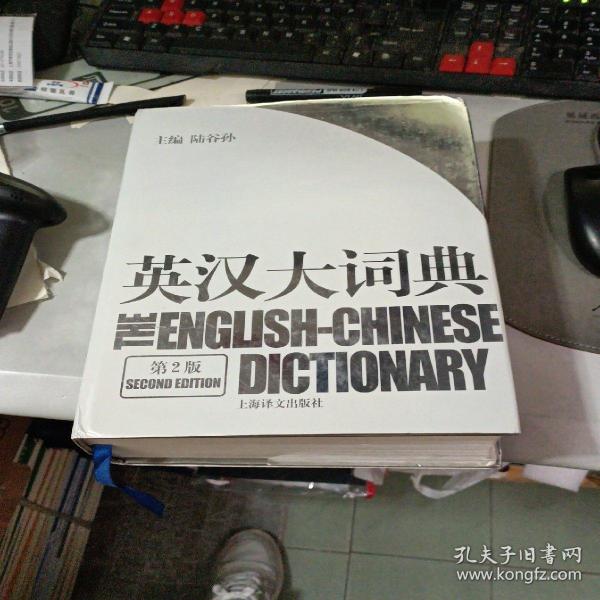 主编 陆谷孙
英汉大词典
THE ENGLISH-CHINESE
DICTIONARY
第2版
SECOND EDITION
上海译文出版社
孔夫子旧书网
www.kongfz.com